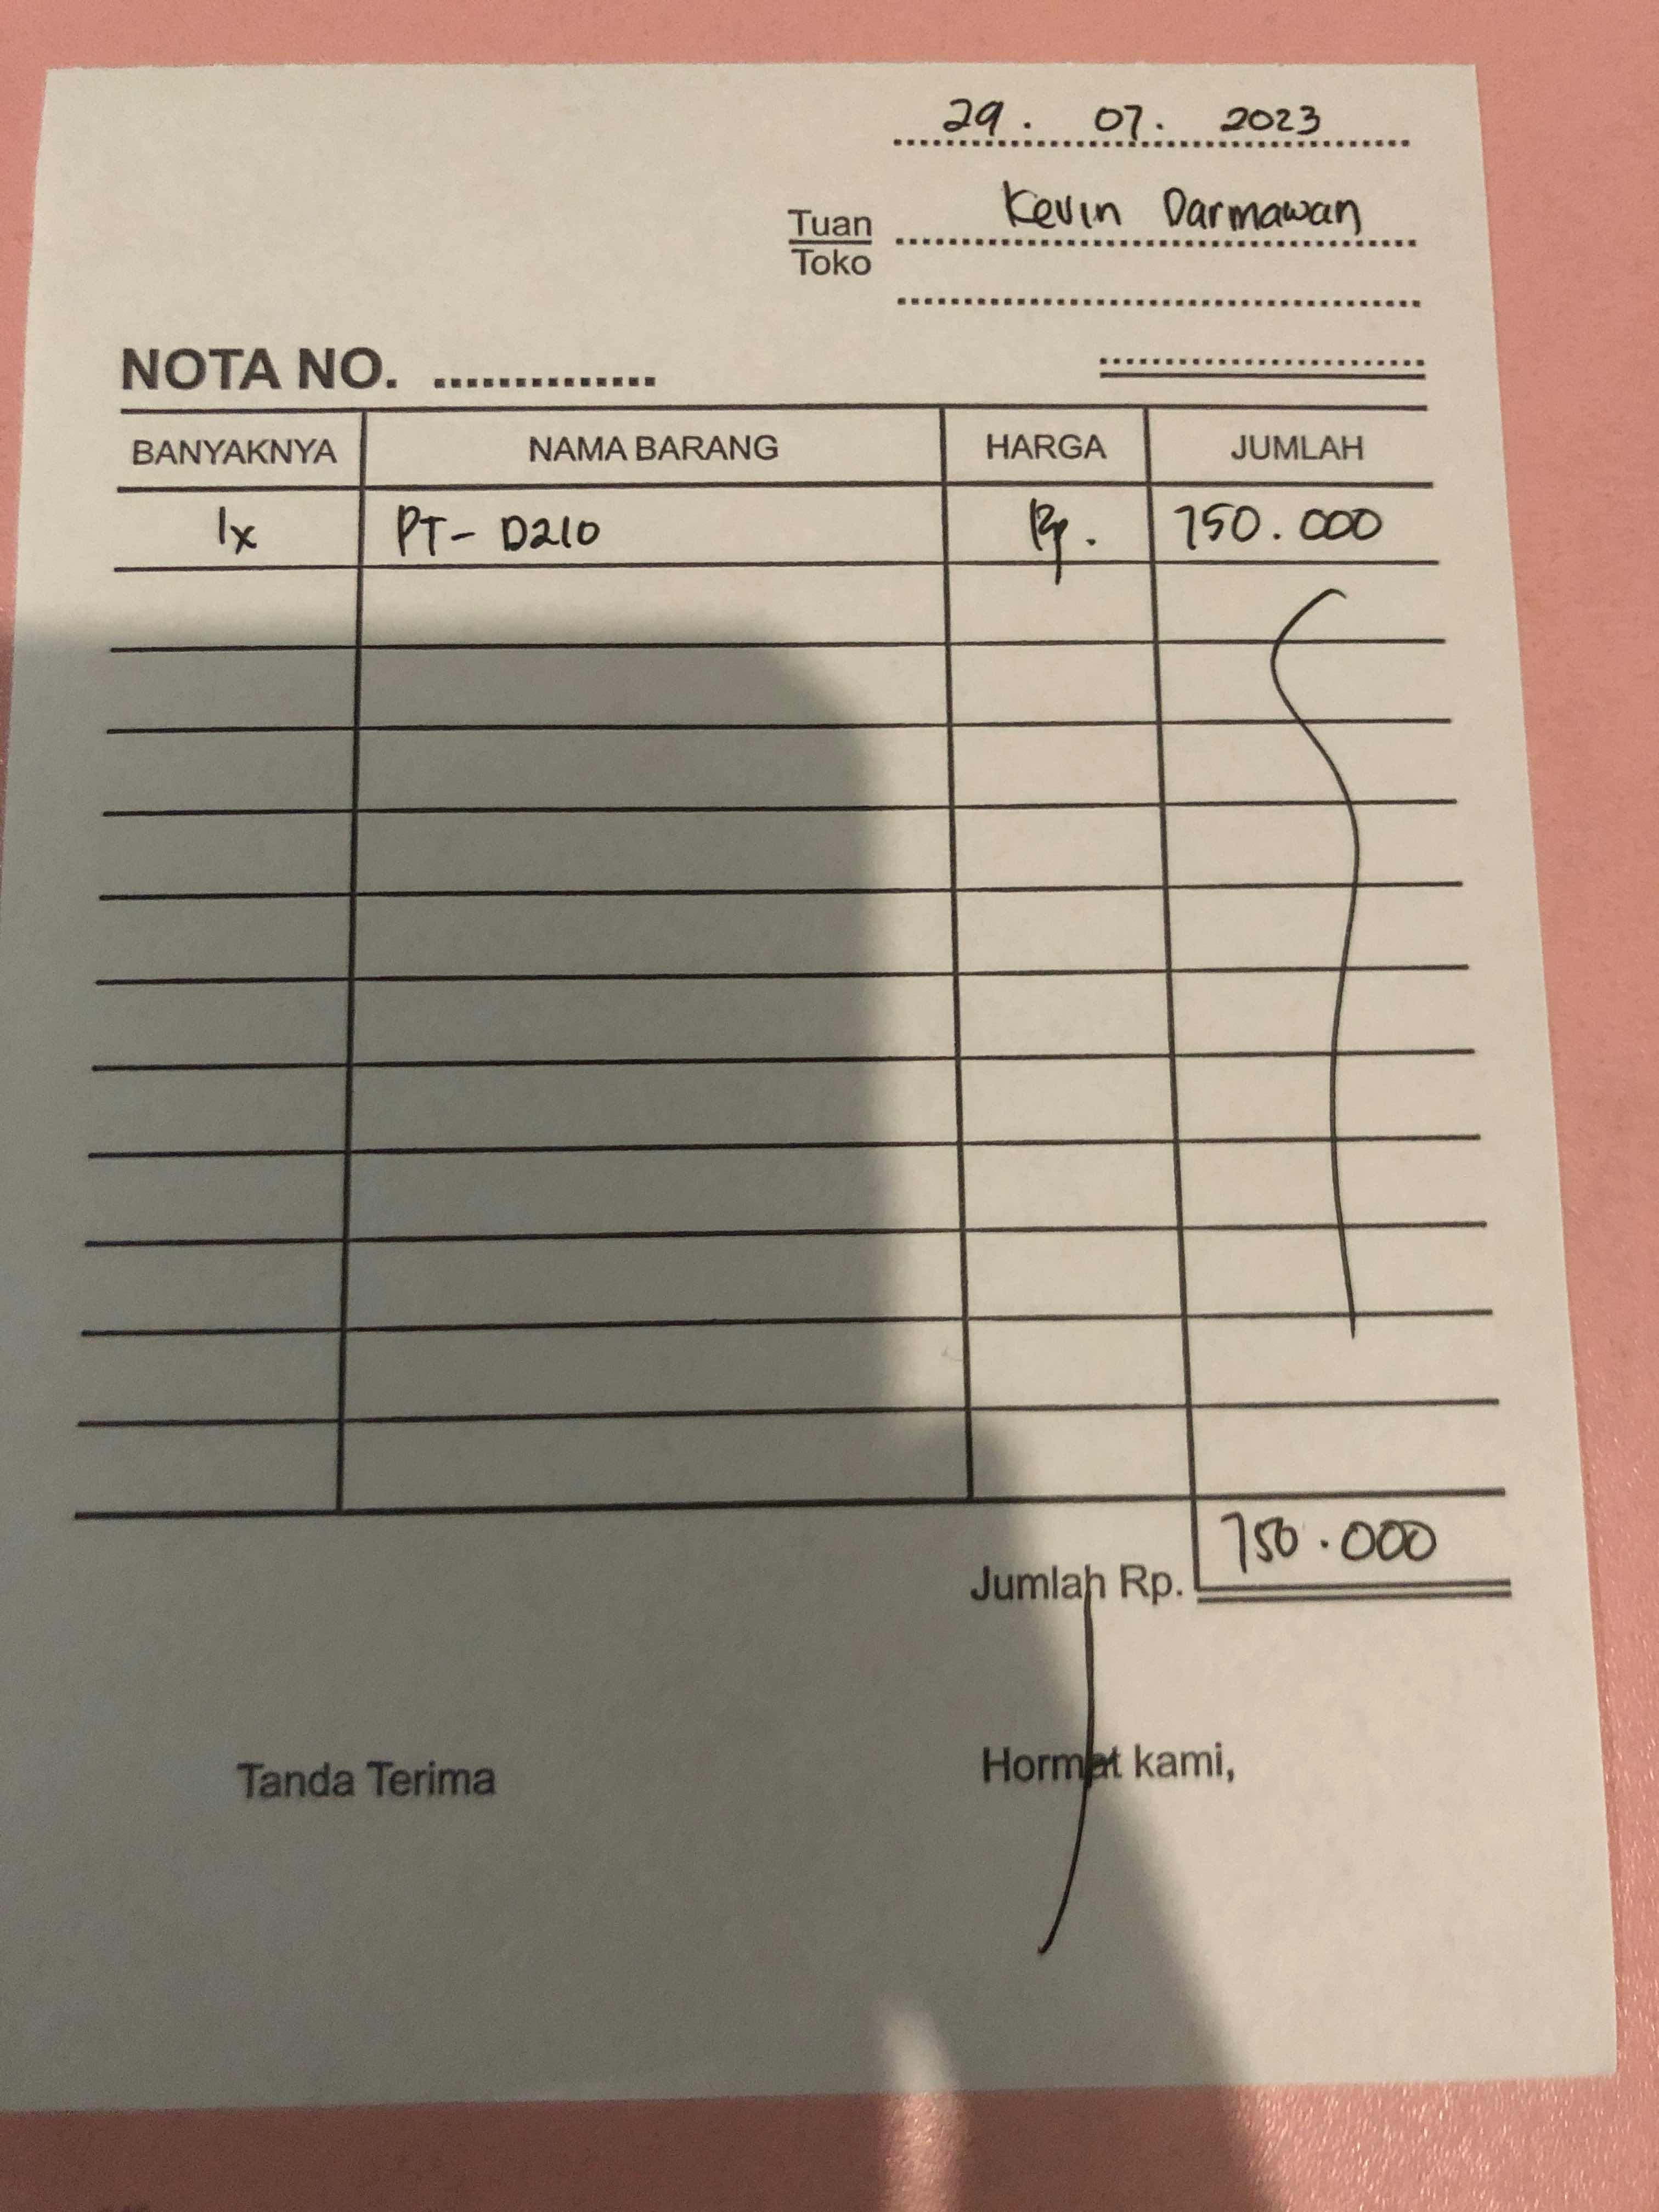 29. 07. 2023
Tuan Kevin Darmawan
Toko
NOTA NO. ..............
BANYAKNYA NAMA BARANG HARGA JUMLAH
1x PT- D210 Rp. 750.000
Jumlah Rp. 750.000
Tanda Terima Hormat kami,